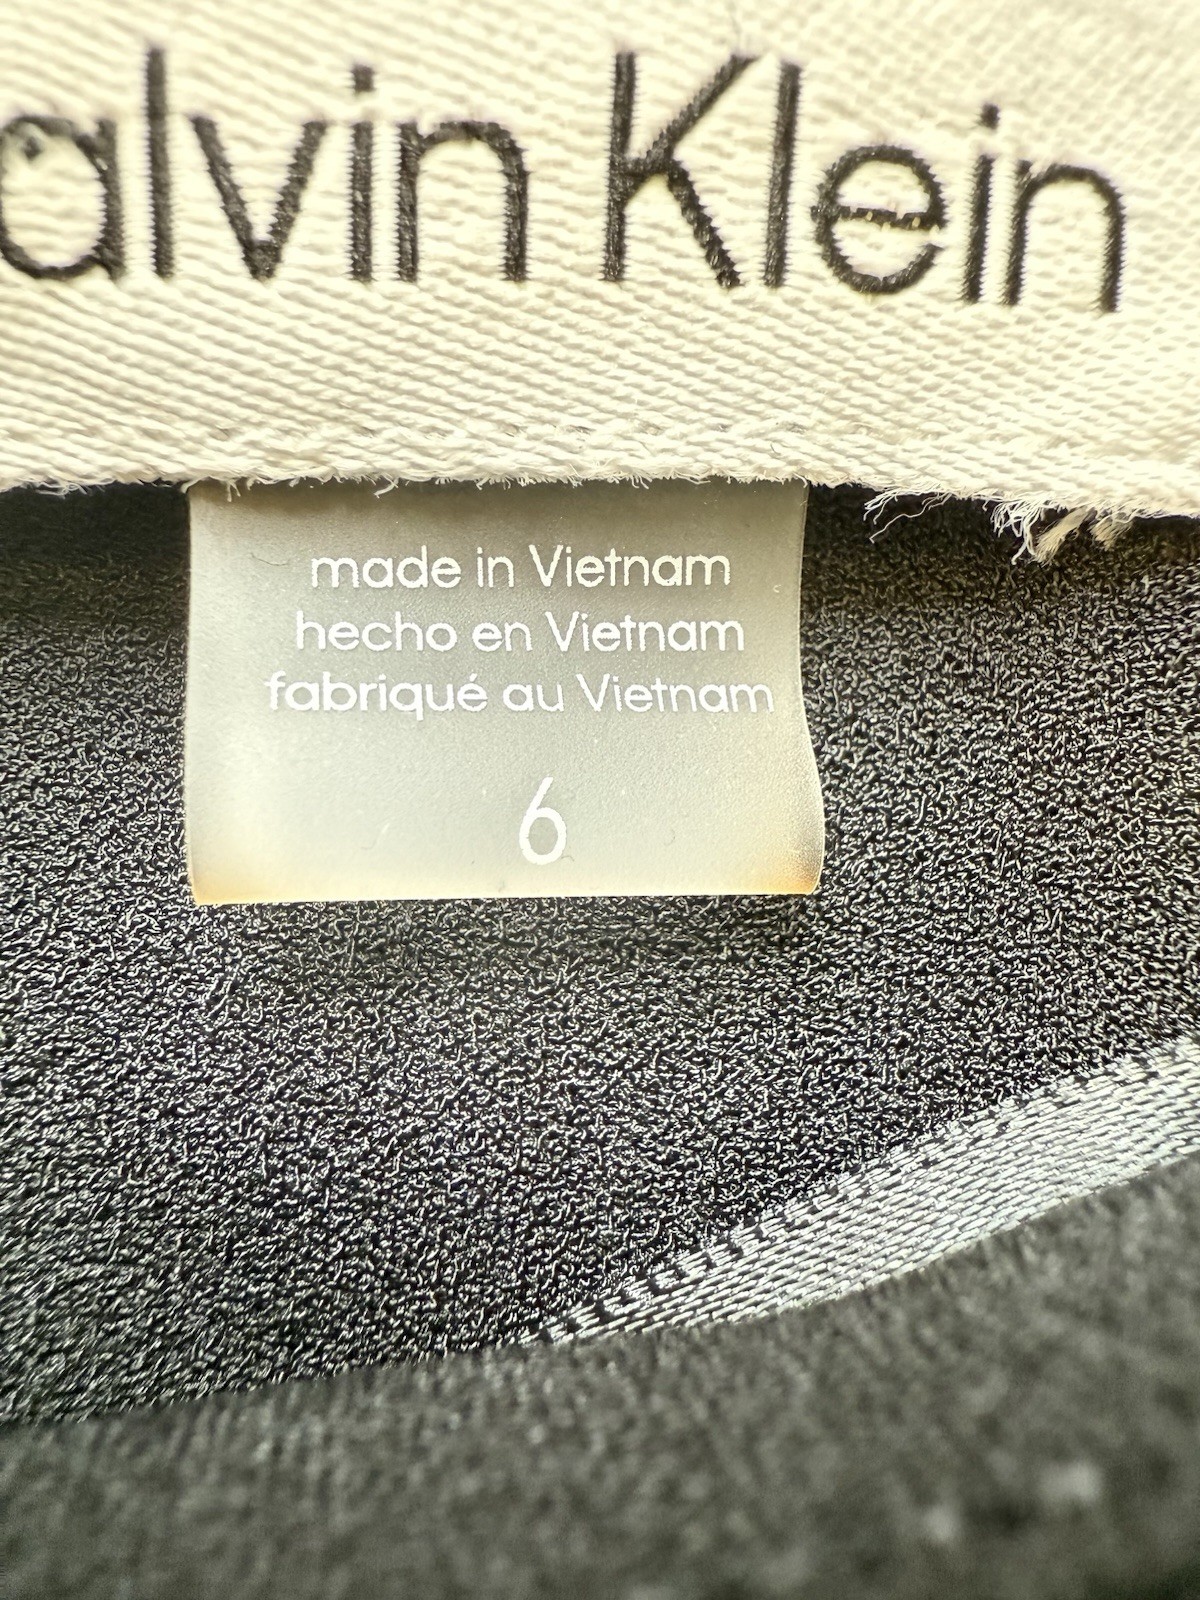 alvin Klein
made in Vietnam
hecho en Vietnam
fabriqué au Vietnam
6